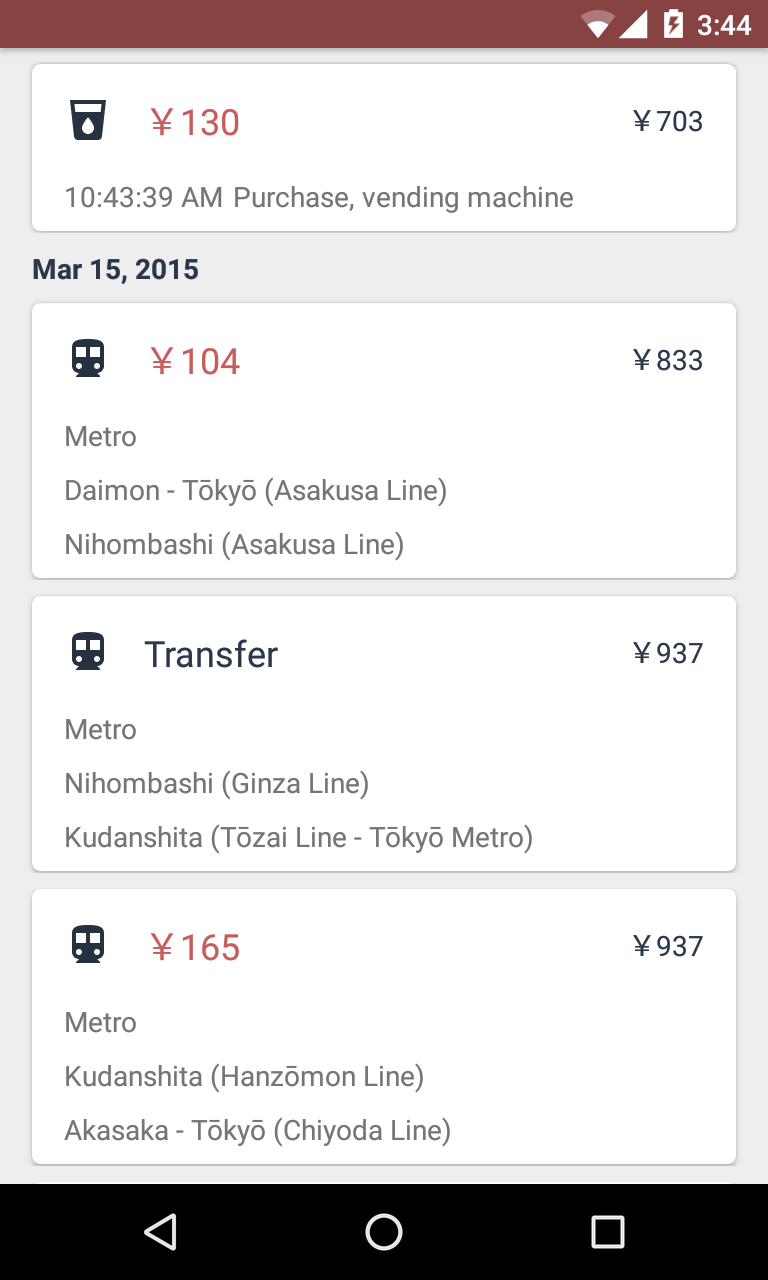 3:44
¥ 130 ¥ 703
10:43:39 AM Purchase, vending machine
Mar 15, 2015
¥ 104 ¥ 833
Metro
Daimon - Tōkyō (Asakusa Line)
Nihombashi (Asakusa Line)
Transfer ¥ 937
Metro
Nihombashi (Ginza Line)
Kudanshita (Tōzai Line - Tōkyō Metro)
¥ 165 ¥ 937
Metro
Kudanshita (Hanzōmon Line)
Akasaka - Tōkyō (Chiyoda Line)